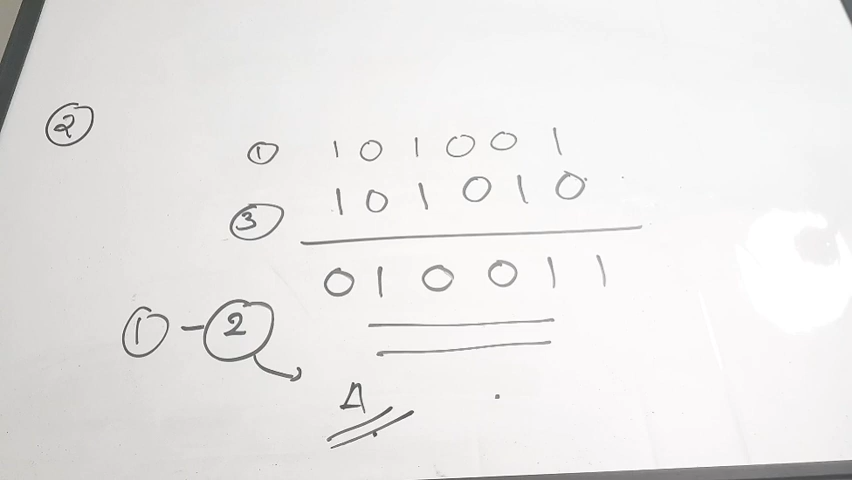 ②
① 101001
③ 101010
010011
① - ②
A